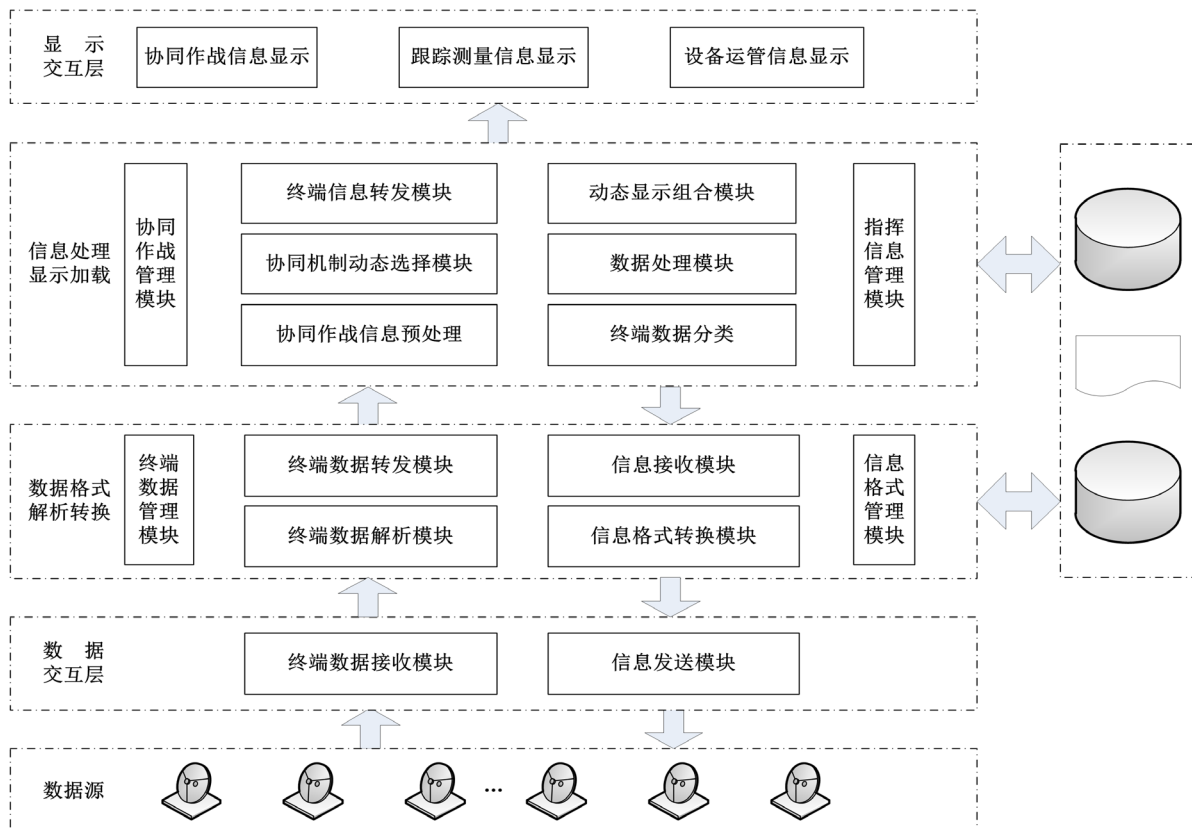 显 示
交互层
协同作战信息显示
跟踪测量信息显示
设备运管信息显示
信息处理
显示加载
协同
作战
管理
模块
终端信息转发模块
协同机制动态选择模块
协同作战信息预处理
动态显示组合模块
数据处理模块
终端数据分类
指挥
信息
管理
模块
数据格式
解析转换
终端
数据
管理
模块
终端数据转发模块
终端数据解析模块
信息接收模块
信息格式转换模块
信息
格式
管理
模块
数 据
交互层
终端数据接收模块
信息发送模块
数据源
...